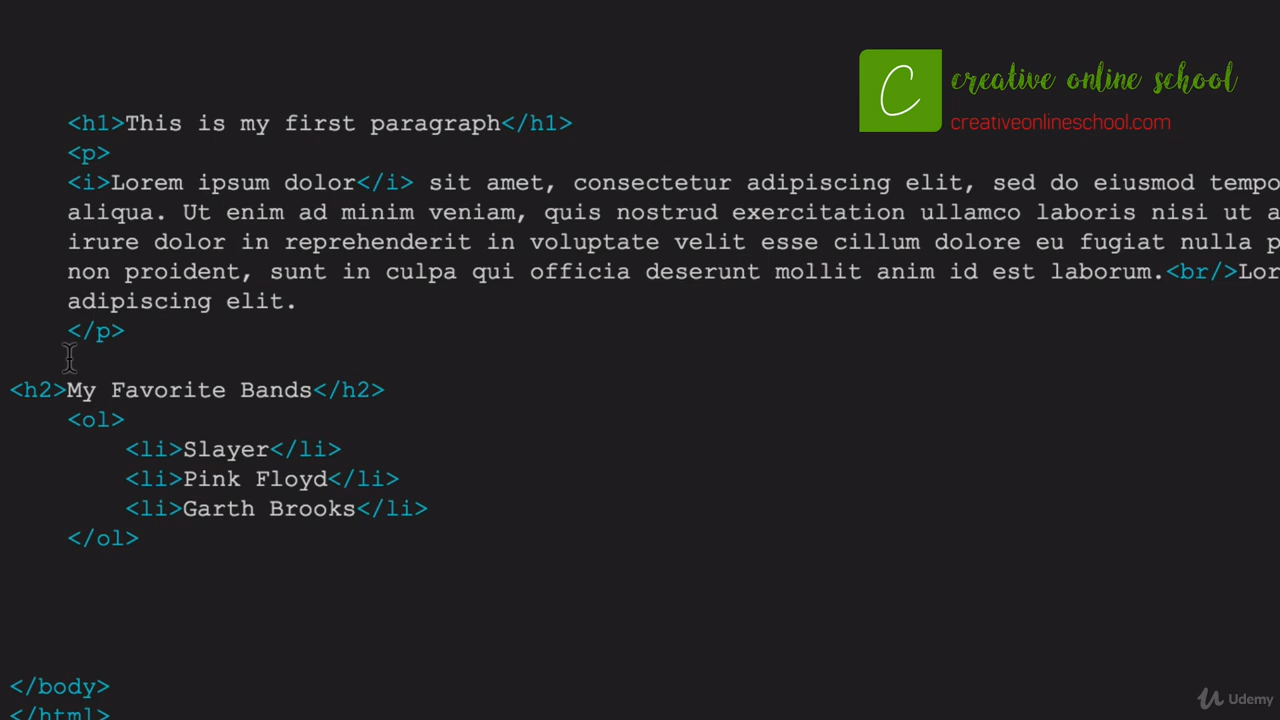 C creative online school
creativeonlineschool.com
<h1>This is my first paragraph</h1>
<p>
<i>Lorem ipsum dolor</i> sit amet, consectetur adipiscing elit, sed do eiusmod tempo
aliqua. Ut enim ad minim veniam, quis nostrud exercitation ullamco laboris nisi ut a
irure dolor in reprehenderit in voluptate velit esse cillum dolore eu fugiat nulla p
non proident, sunt in culpa qui officia deserunt mollit anim id est laborum.<br/>Lor
adipiscing elit.
</p>
<h2>My Favorite Bands</h2>
<ol>
<li>Slayer</li>
<li>Pink Floyd</li>
<li>Garth Brooks</li>
</ol>
</body>
</html>
Udemy